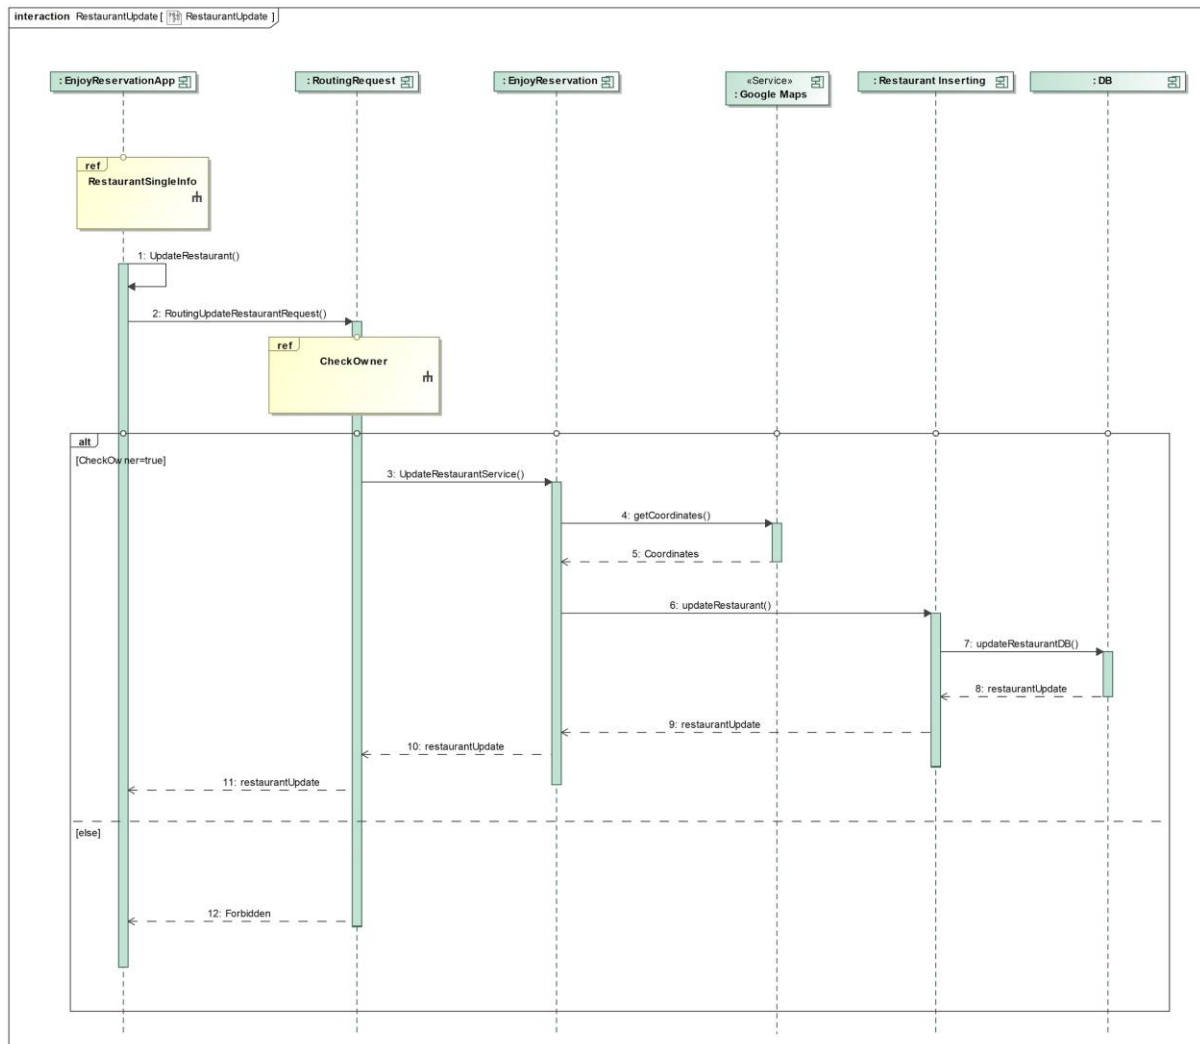 interaction RestaurantUpdate [ RestaurantUpdate ]
: EnjoyReservationApp
: RoutingRequest
: EnjoyReservation
«Service»
: Google Maps
: Restaurant Inserting
: DB
ref
RestaurantSingleInfo
1: UpdateRestaurant()
2: RoutingUpdateRestaurantRequest()
ref
CheckOwner
alt
[CheckOwner=true]
3: UpdateRestaurantService()
4: getCoordinates()
5: Coordinates
6: updateRestaurant()
7: updateRestaurantDB()
8: restaurantUpdate
9: restaurantUpdate
10: restaurantUpdate
11: restaurantUpdate
[else]
12: Forbidden